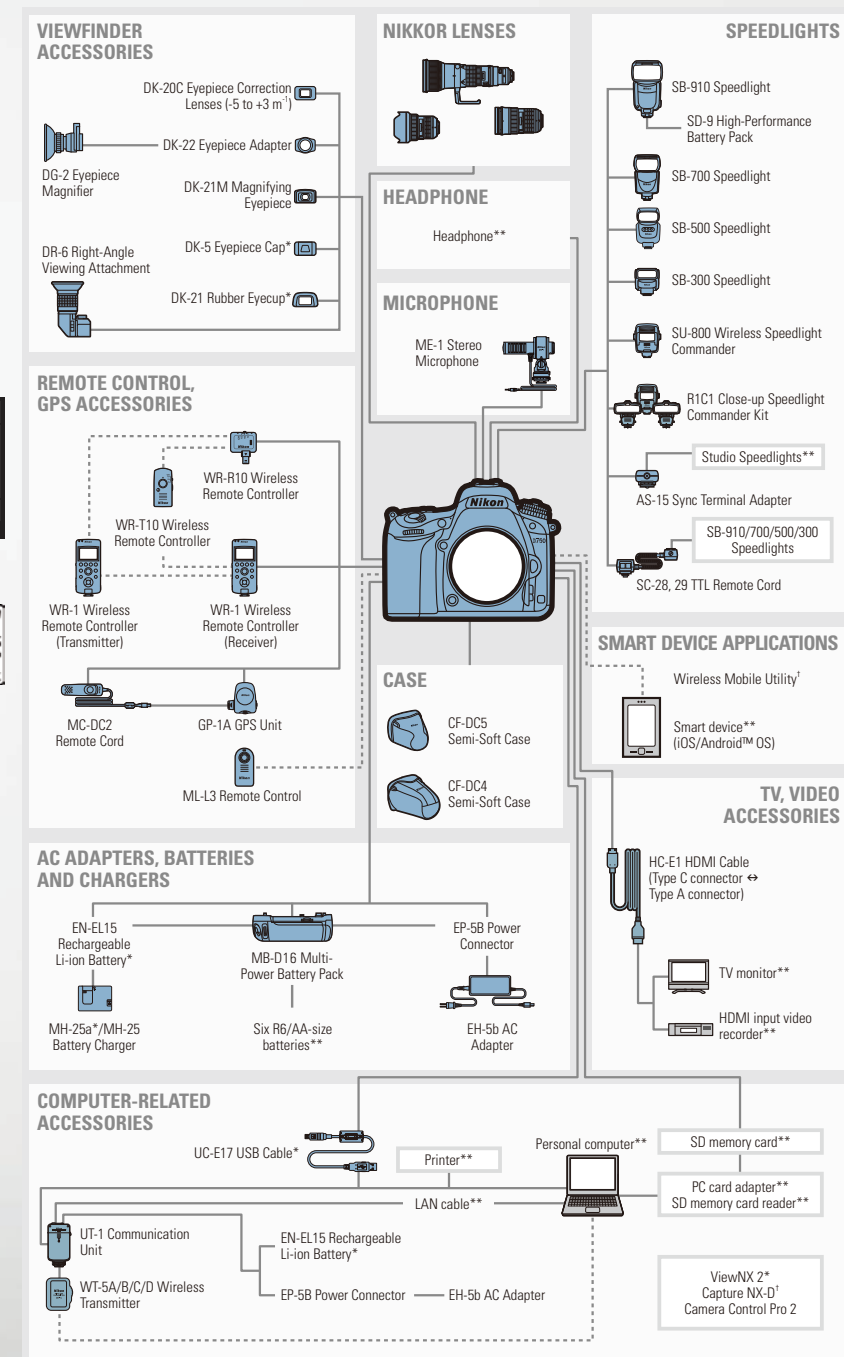 VIEWFINDER
ACCESSORIES
DK-20C Eyepiece Correction
Lenses (-5 to +3 m⁻¹)
DK-22 Eyepiece Adapter
DG-2 Eyepiece
Magnifier
DK-21M Magnifying
Eyepiece
DK-5 Eyepiece Cap*
DR-6 Right-Angle
Viewing Attachment
DK-21 Rubber Eyecup*
NIKKOR LENSES
HEADPHONE
Headphone**
MICROPHONE
ME-1 Stereo
Microphone
SPEEDLIGHTS
SB-910 Speedlight
SD-9 High-Performance
Battery Pack
SB-700 Speedlight
SB-500 Speedlight
SB-300 Speedlight
SU-800 Wireless Speedlight
Commander
R1C1 Close-up Speedlight
Commander Kit
Studio Speedlights**
AS-15 Sync Terminal Adapter
SB-910/700/500/300
Speedlights
SC-28, 29 TTL Remote Cord
REMOTE CONTROL,
GPS ACCESSORIES
WR-R10 Wireless
Remote Controller
WR-T10 Wireless
Remote Controller
WR-1 Wireless
Remote Controller
(Transmitter)
WR-1 Wireless
Remote Controller
(Receiver)
MC-DC2
Remote Cord
GP-1A GPS Unit
ML-L3 Remote Control
Nikon
D750
CASE
CF-DC5
Semi-Soft Case
CF-DC4
Semi-Soft Case
SMART DEVICE APPLICATIONS
Wireless Mobile Utility†
Smart device**
(iOS/Android™ OS)
TV, VIDEO
ACCESSORIES
HC-E1 HDMI Cable
(Type C connector ↔
Type A connector)
TV monitor**
HDMI input video
recorder**
AC ADAPTERS, BATTERIES
AND CHARGERS
EN-EL15
Rechargeable
Li-ion Battery*
MH-25a*/MH-25
Battery Charger
MB-D16 Multi-
Power Battery Pack
Six R6/AA-size
batteries**
EP-5B Power
Connector
EH-5b AC
Adapter
COMPUTER-RELATED
ACCESSORIES
UC-E17 USB Cable*
Printer**
Personal computer**
SD memory card**
LAN cable**
PC card adapter**
SD memory card reader**
UT-1 Communication
Unit
EN-EL15 Rechargeable
Li-ion Battery*
WT-5A/B/C/D Wireless
Transmitter
EP-5B Power Connector
EH-5b AC Adapter
ViewNX 2*
Capture NX-D†
Camera Control Pro 2